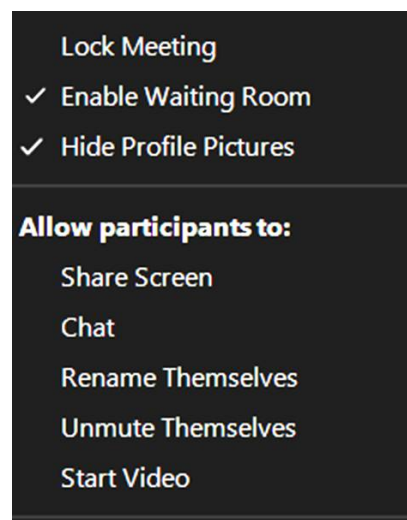 Lock Meeting
Enable Waiting Room
Hide Profile Pictures
Allow participants to:
Share Screen
Chat
Rename Themselves
Unmute Themselves
Start Video